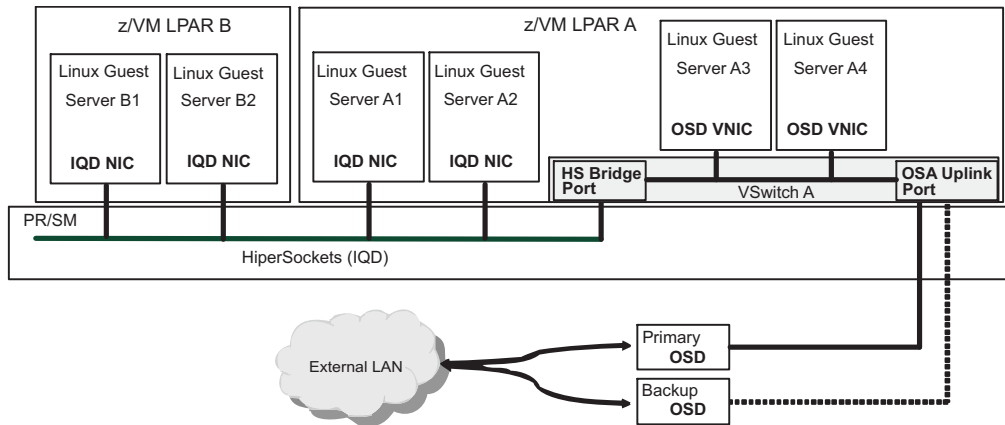 z/VM LPAR B
z/VM LPAR A
Linux Guest
Server B1
IQD NIC
Linux Guest
Server B2
IQD NIC
Linux Guest
Server A1
IQD NIC
Linux Guest
Server A2
IQD NIC
Linux Guest
Server A3
OSD VNIC
Linux Guest
Server A4
OSD VNIC
HS Bridge
Port
VSwitch A
OSA Uplink
Port
PR/SM
HiperSockets (IQD)
External LAN
Primary
OSD
Backup
OSD